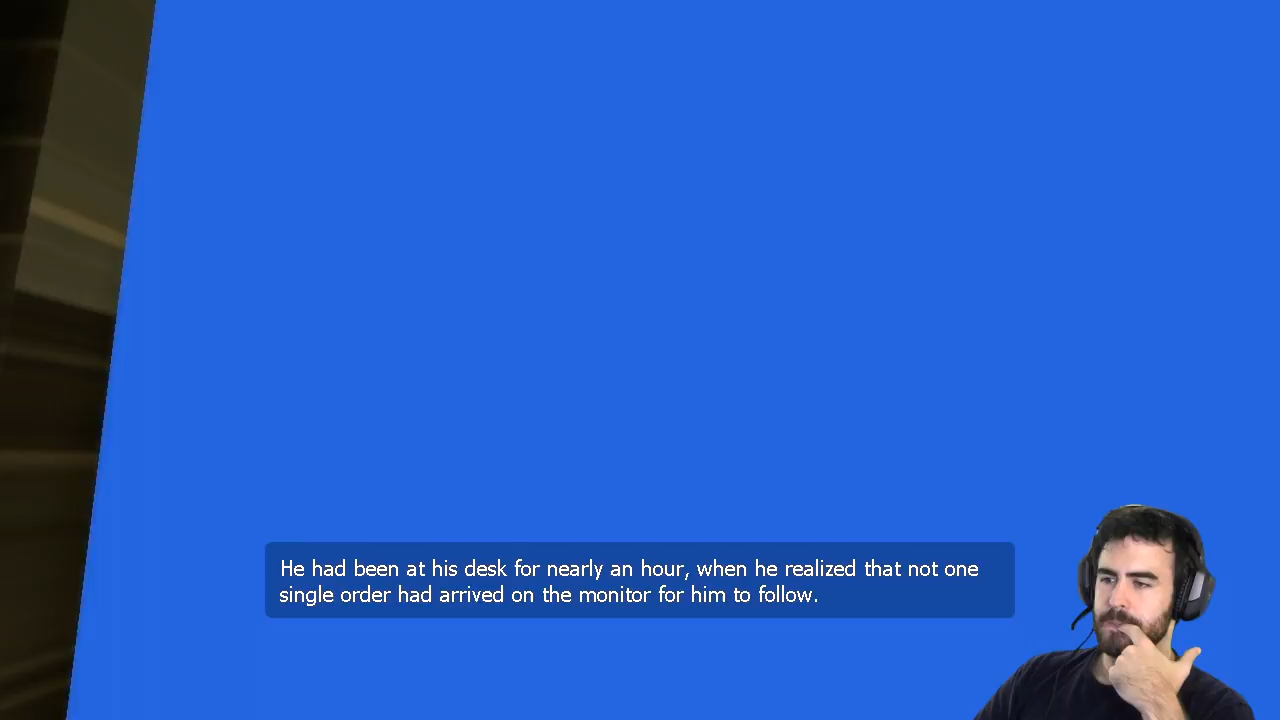 He had been at his desk for nearly an hour, when he realized that not one
single order had arrived on the monitor for him to follow.